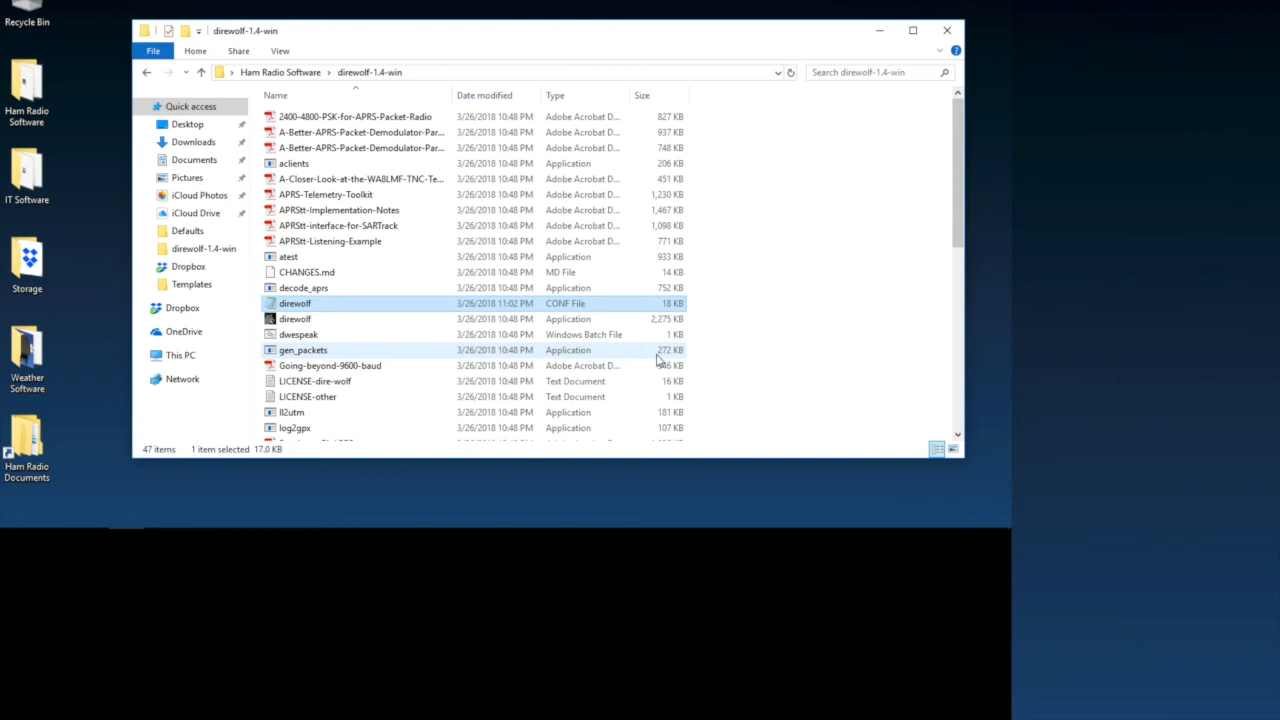 Recycle Bin
Ham Radio
Software
IT Software
Storage
Weather
Software
Ham Radio
Documents
direwolf-1.4-win
File Home Share View
Ham Radio Software > direwolf-1.4-win
Search direwolf-1.4-win
Quick access
Desktop
Downloads
Documents
Pictures
iCloud Photos
iCloud Drive
Defaults
direwolf-1.4-win
Dropbox
Templates
Dropbox
OneDrive
This PC
Network
Name Date modified Type Size
2400-4800-PSK-for-APRS-Packet-Radio 3/26/2018 10:48 PM Adobe Acrobat D... 827 KB
A-Better-APRS-Packet-Demodulator-Par... 3/26/2018 10:48 PM Adobe Acrobat D... 937 KB
A-Better-APRS-Packet-Demodulator-Par... 3/26/2018 10:48 PM Adobe Acrobat D... 748 KB
aclients 3/26/2018 10:48 PM Application 206 KB
A-Closer-Look-at-the-WA8LMF-TNC-Te... 3/26/2018 10:48 PM Adobe Acrobat D... 451 KB
APRS-Telemetry-Toolkit 3/26/2018 10:48 PM Adobe Acrobat D... 1,230 KB
APRStt-Implementation-Notes 3/26/2018 10:48 PM Adobe Acrobat D... 1,467 KB
APRStt-interface-for-SARTrack 3/26/2018 10:48 PM Adobe Acrobat D... 1,098 KB
APRStt-Listening-Example 3/26/2018 10:48 PM Adobe Acrobat D... 771 KB
atest 3/26/2018 10:48 PM Application 933 KB
CHANGES.md 3/26/2018 10:48 PM MD File 14 KB
decode_aprs 3/26/2018 10:48 PM Application 752 KB
direwolf 3/26/2018 11:02 PM CONF File 18 KB
direwolf 3/26/2018 10:48 PM Application 2,275 KB
dwespeak 3/26/2018 10:48 PM Windows Batch File 1 KB
gen_packets 3/26/2018 10:48 PM Application 272 KB
Going-beyond-9600-baud 3/26/2018 10:48 PM Adobe Acrobat D... KB
LICENSE-dire-wolf 3/26/2018 10:48 PM Text Document 16 KB
LICENSE-other 3/26/2018 10:48 PM Text Document 1 KB
ll2utm 3/26/2018 10:48 PM Application 181 KB
log2gpx 3/26/2018 10:48 PM Application 107 KB
47 items 1 item selected 17.0 KB